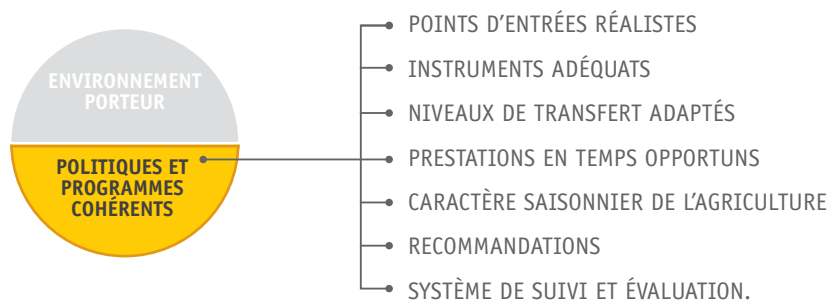 ENVIRONNEMENT
PORTEUR
POLITIQUES ET
PROGRAMMES
COHÉRENTS
POINTS D'ENTRÉES RÉALISTES
INSTRUMENTS ADÉQUATS
NIVEAUX DE TRANSFERT ADAPTÉS
PRESTATIONS EN TEMPS OPPORTUNS
CARACTÈRE SAISONNIER DE L'AGRICULTURE
RECOMMANDATIONS
SYSTÈME DE SUIVI ET ÉVALUATION.